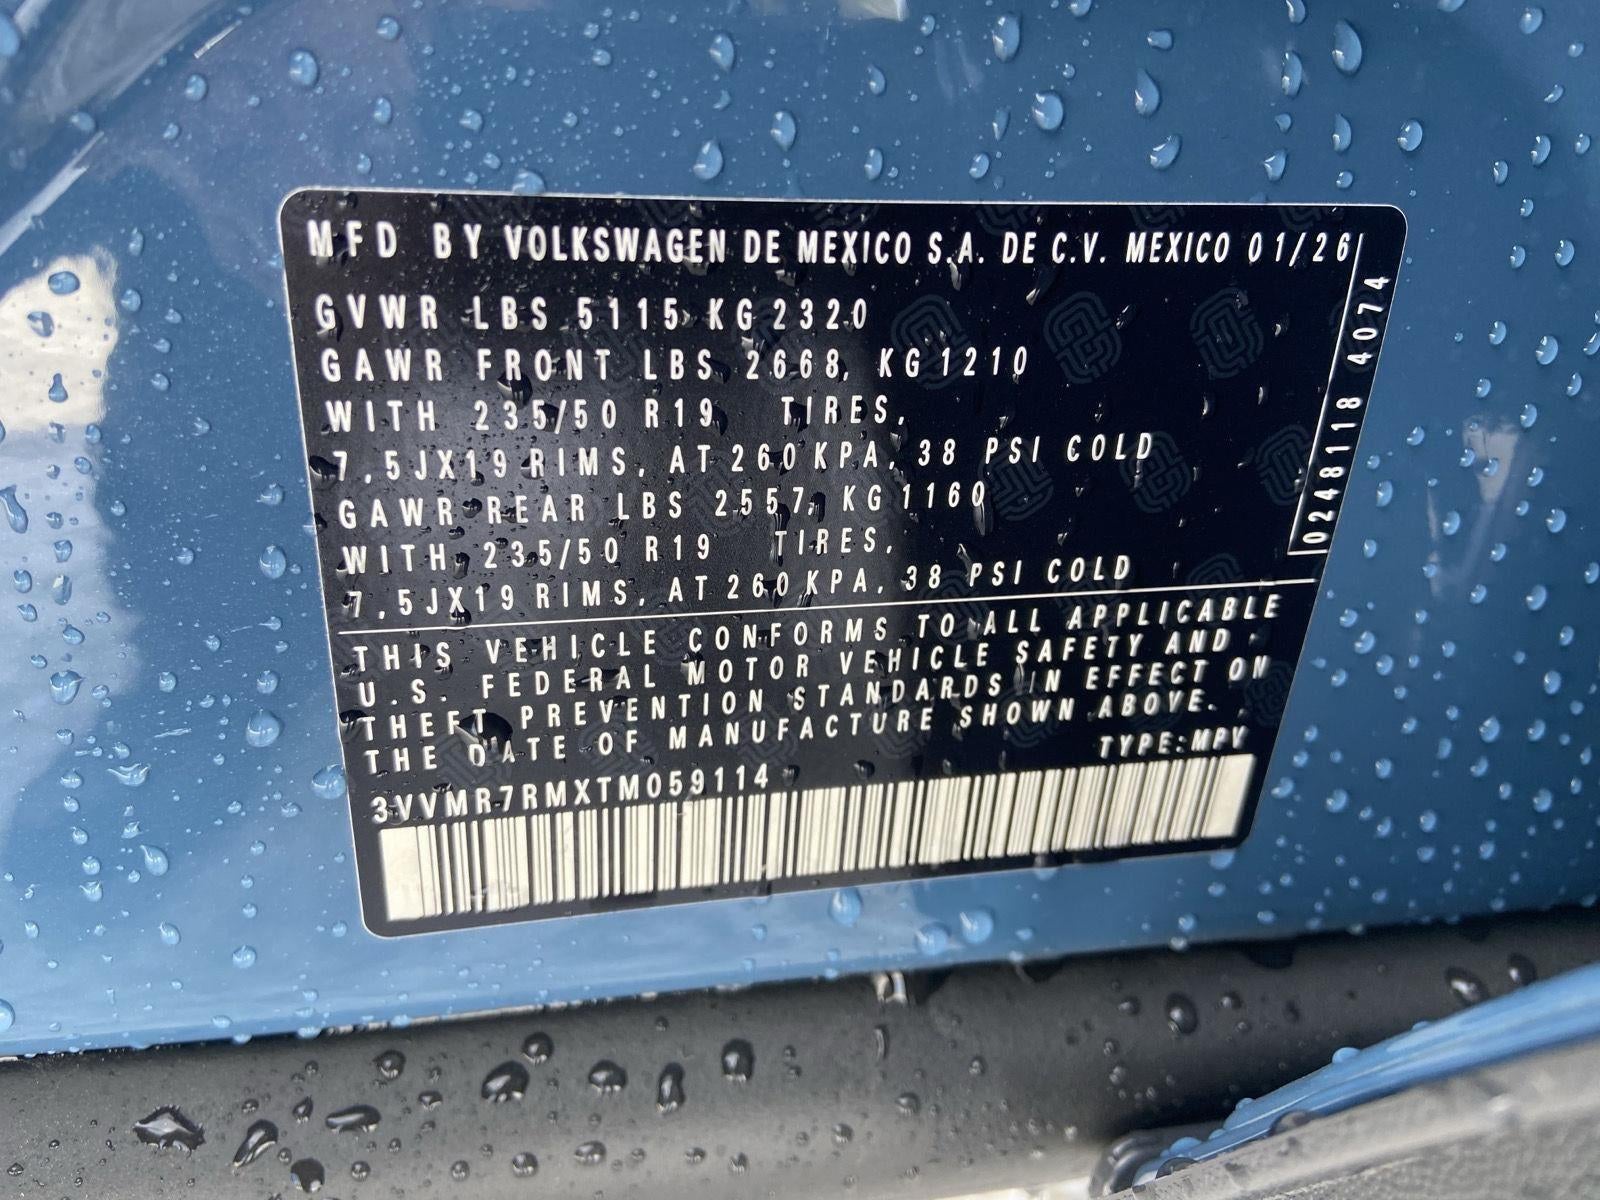 MFD BY VOLKSWAGEN DE MEXICO S.A. DE C.V. MEXICO 01/26
GVWR LBS 5115 KG 2320
GAWR FRONT LBS 2668, KG 1210
WITH 235/50 R19 TIRES,
7,5JX19 RIMS, AT 260 KPA, 38 PSI COLD
GAWR REAR LBS 2557, KG 1160
WITH 235/50 R19 TIRES,
7,5JX19 RIMS, AT 260 KPA, 38 PSI COLD
0248118 4074
THIS VEHICLE CONFORMS TO ALL APPLICABLE
U.S. FEDERAL MOTOR VEHICLE SAFETY AND
THEFT PREVENTION STANDARDS IN EFFECT ON
THE DATE OF MANUFACTURE SHOWN ABOVE.
TYPE:MPV
3VVMR7RMXTM059114